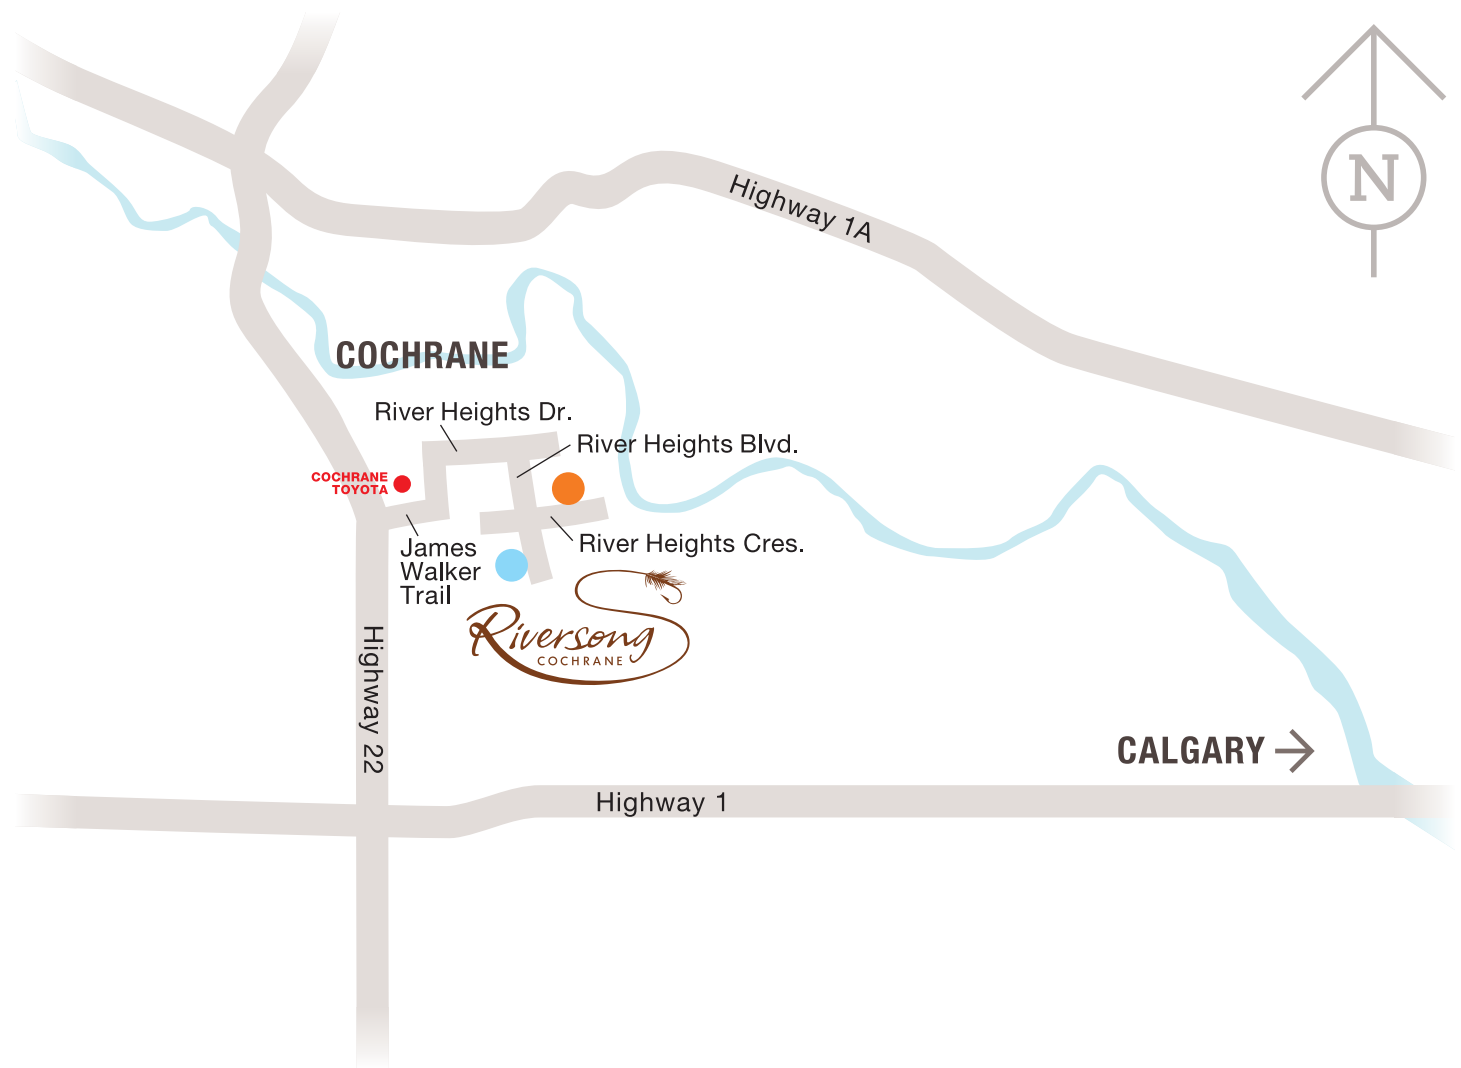 N
Highway 1A
COCHRANE
River Heights Dr.
River Heights Blvd.
COCHRANE
TOYOTA
River Heights Cres.
James
Walker
Trail
Riversong
COCHRANE
Highway 22
CALGARY
Highway 1